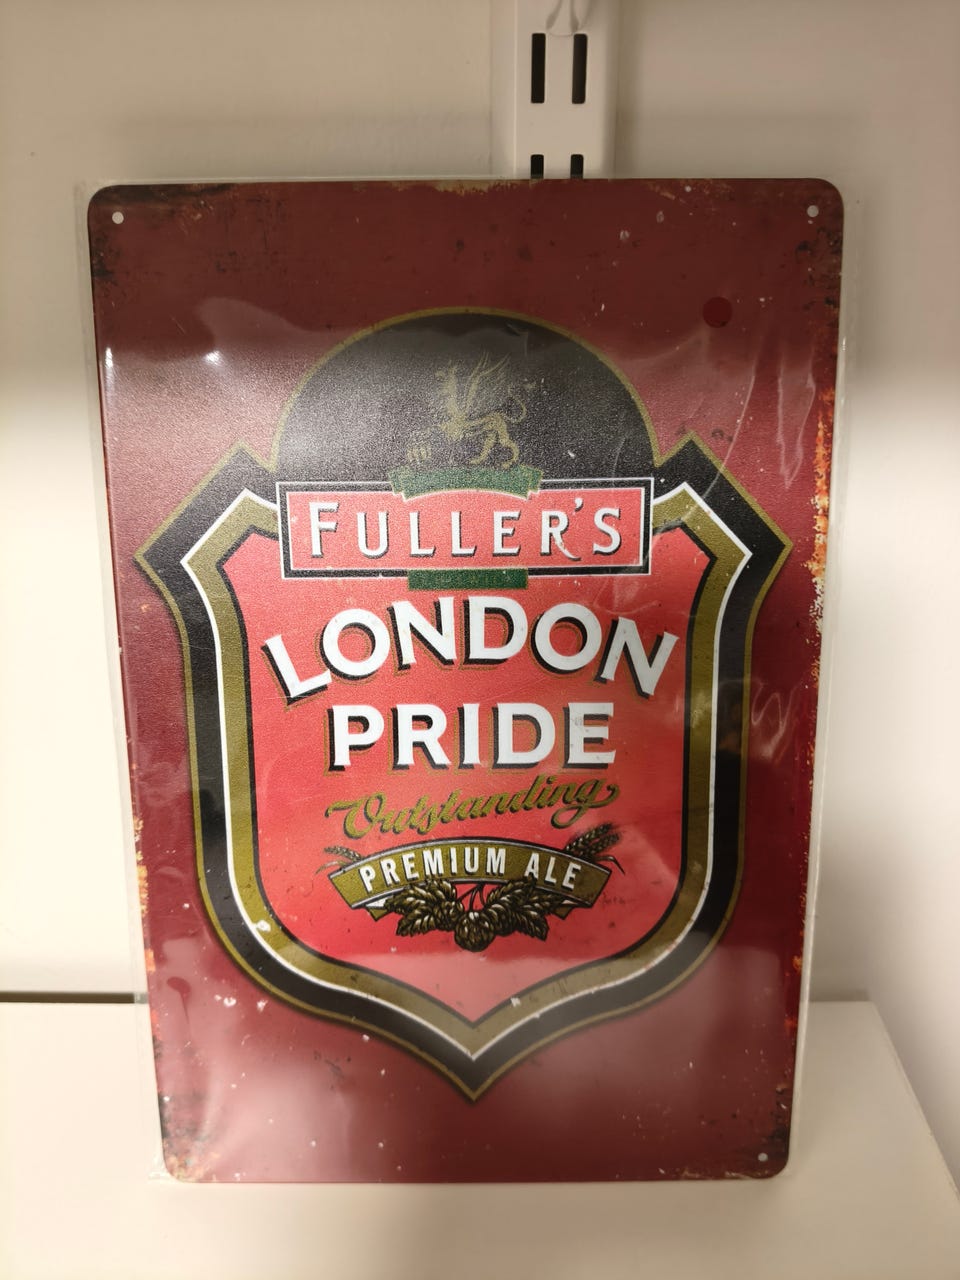 FULLER'S
LONDON
PRIDE
Outstanding
PREMIUM ALE